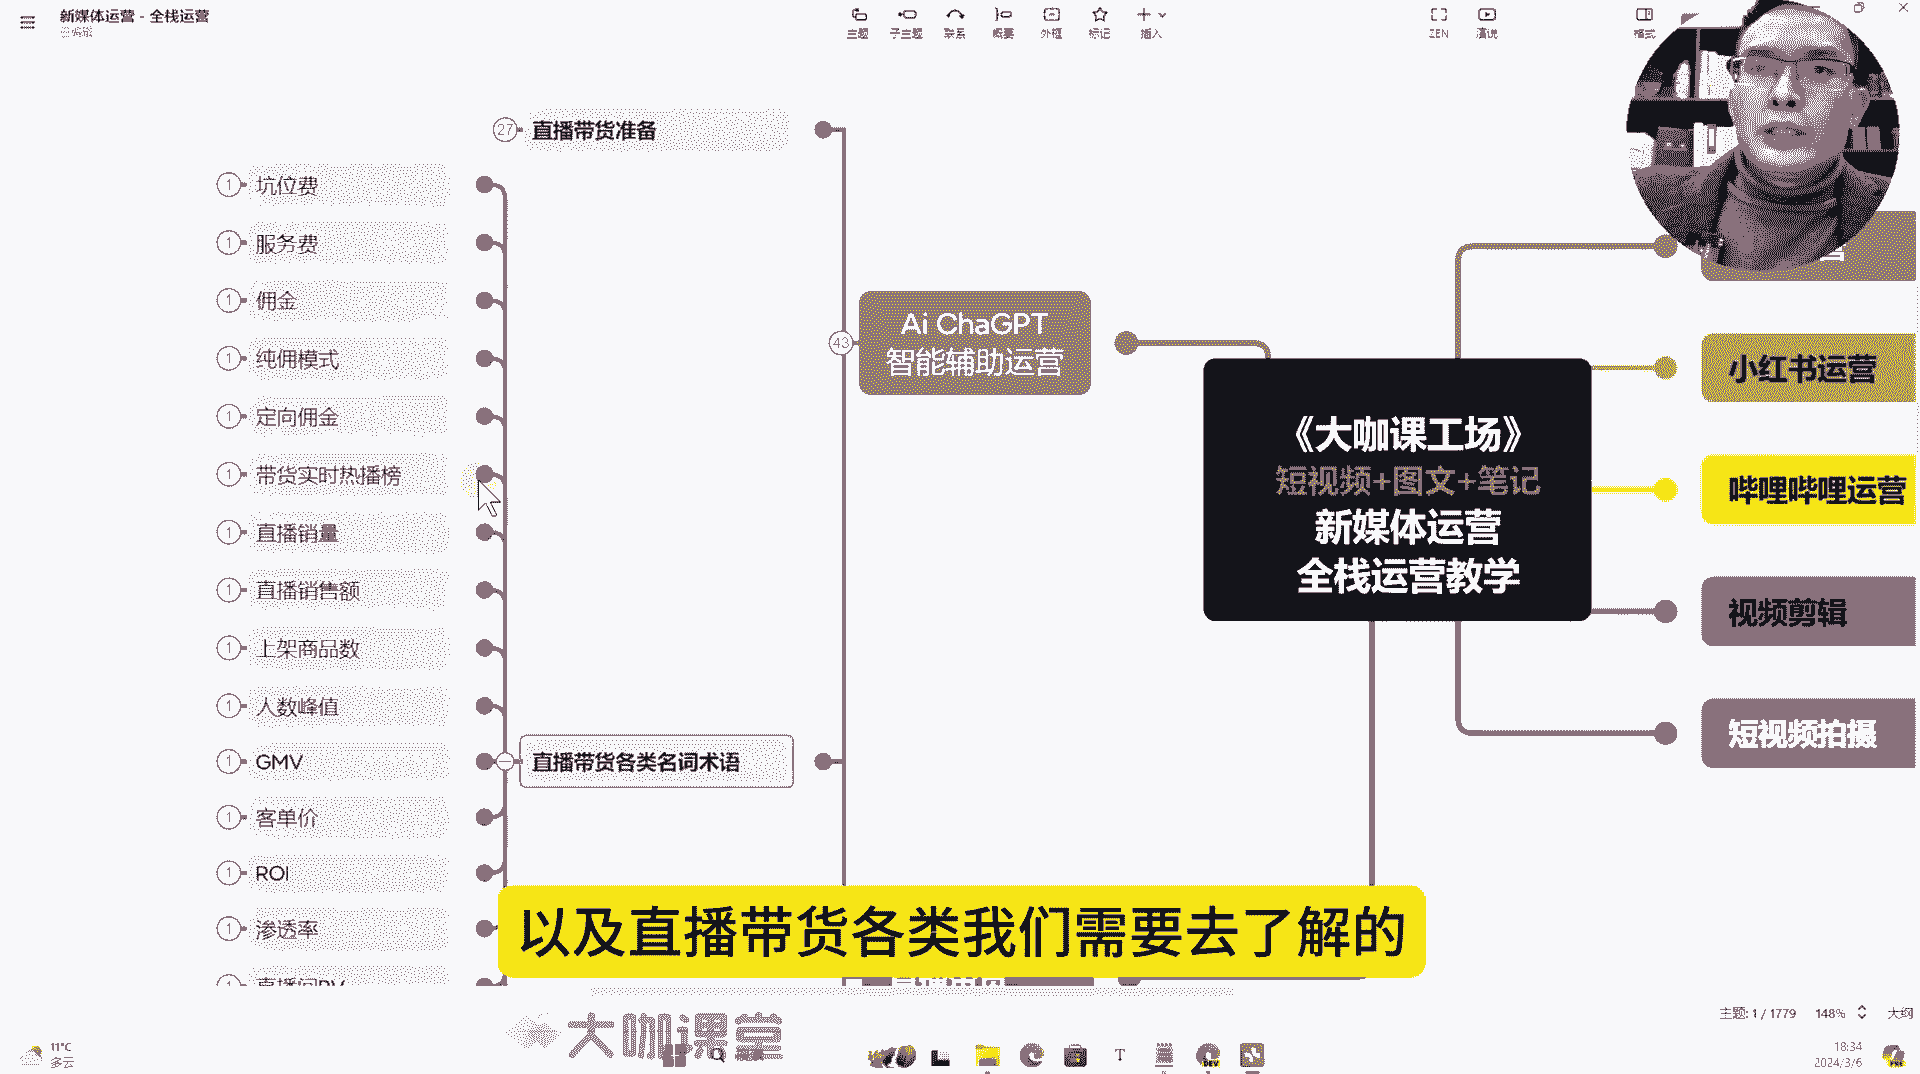 新媒体运营 - 全栈运营
主题
子主题
联系
概要
外框
标记
插入
ZEN
演说
格式
27
直播带货准备
1 坑位费
1 服务费
1 佣金
1 纯佣模式
1 定向佣金
1 带货实时热播榜
1 直播销量
1 直播销售额
1 上架商品数
1 人数峰值
1 GMV
1 客单价
1 ROI
1 渗透率
直播带货各类名词术语
43
Ai ChaGPT
智能辅助运营
《大咖课工场》
短视频+图文+笔记
新媒体运营
全栈运营教学
小红书运营
哔哩哔哩运营
视频剪辑
短视频拍摄
以及直播带货各类我们需要去了解的
大咖课堂
主题: 1 / 1779
148%
大纲
11°C
多云
18:34
2024/3/6